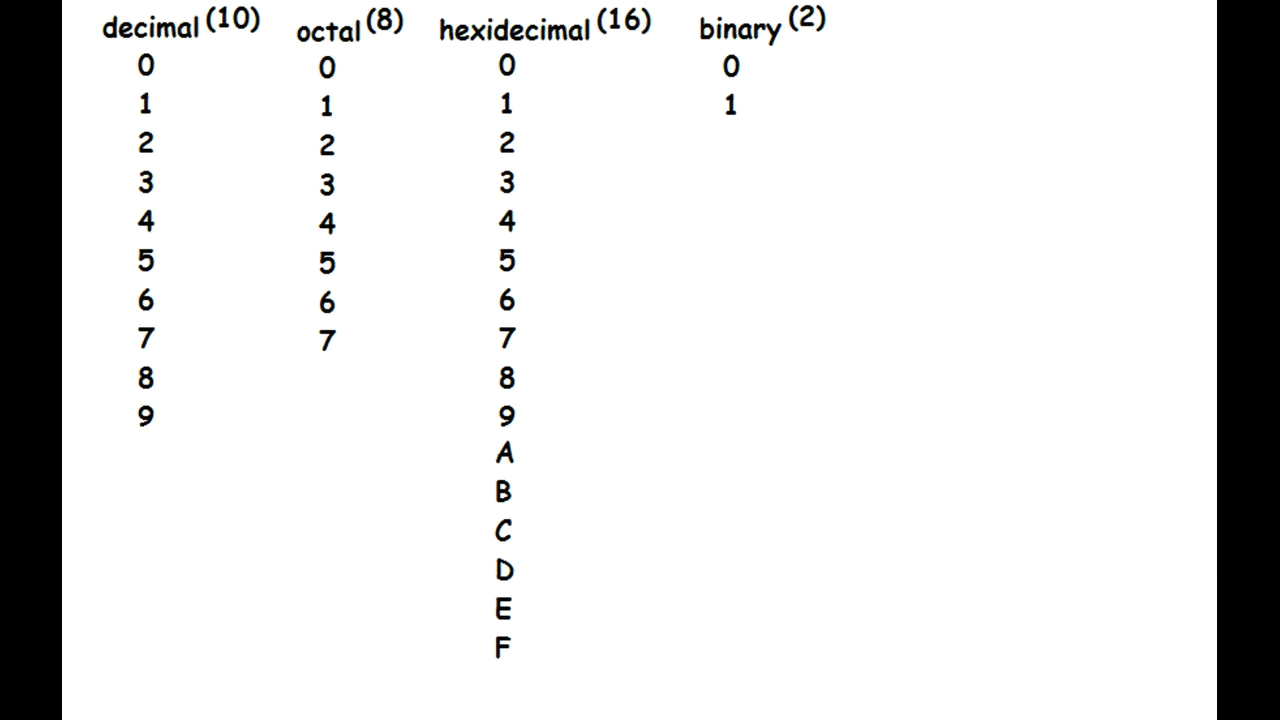 decimal (10) octal (8) hexidecimal (16) binary (2)
0 0 0 0
1 1 1 1
2 2 2
3 3 3
4 4 4
5 5 5
6 6 6
7 7 7
8 8
9 9
A
B
C
D
E
F